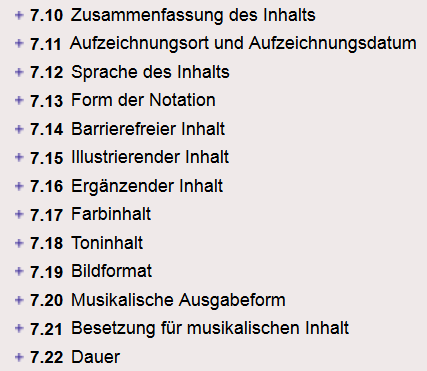 7.10 Zusammenfassung des Inhalts
7.11 Aufzeichnungsort und Aufzeichnungsdatum
7.12 Sprache des Inhalts
7.13 Form der Notation
7.14 Barrierefreier Inhalt
7.15 Illustrierender Inhalt
7.16 Ergänzender Inhalt
7.17 Farbinhalt
7.18 Toninhalt
7.19 Bildformat
7.20 Musikalische Ausgabeform
7.21 Besetzung für musikalischen Inhalt
7.22 Dauer